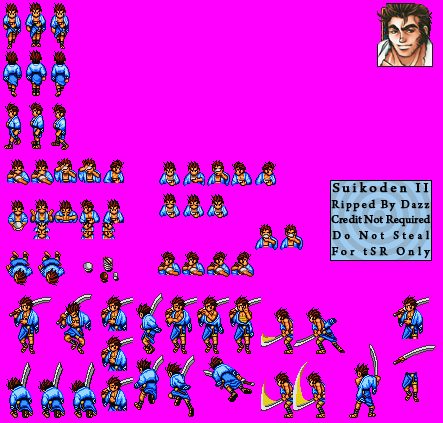 Suikoden II
Ripped By Dazz
Credit Not Required
Do Not Steal
For tSR Only